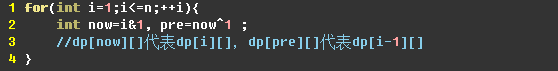 1 for(int i=1;i<=n;++i){
2 int now=i&1, pre=now^1 ;
3 //dp[now][]代表dp[i][]，dp[pre][]代表dp[i-1][]
4 }